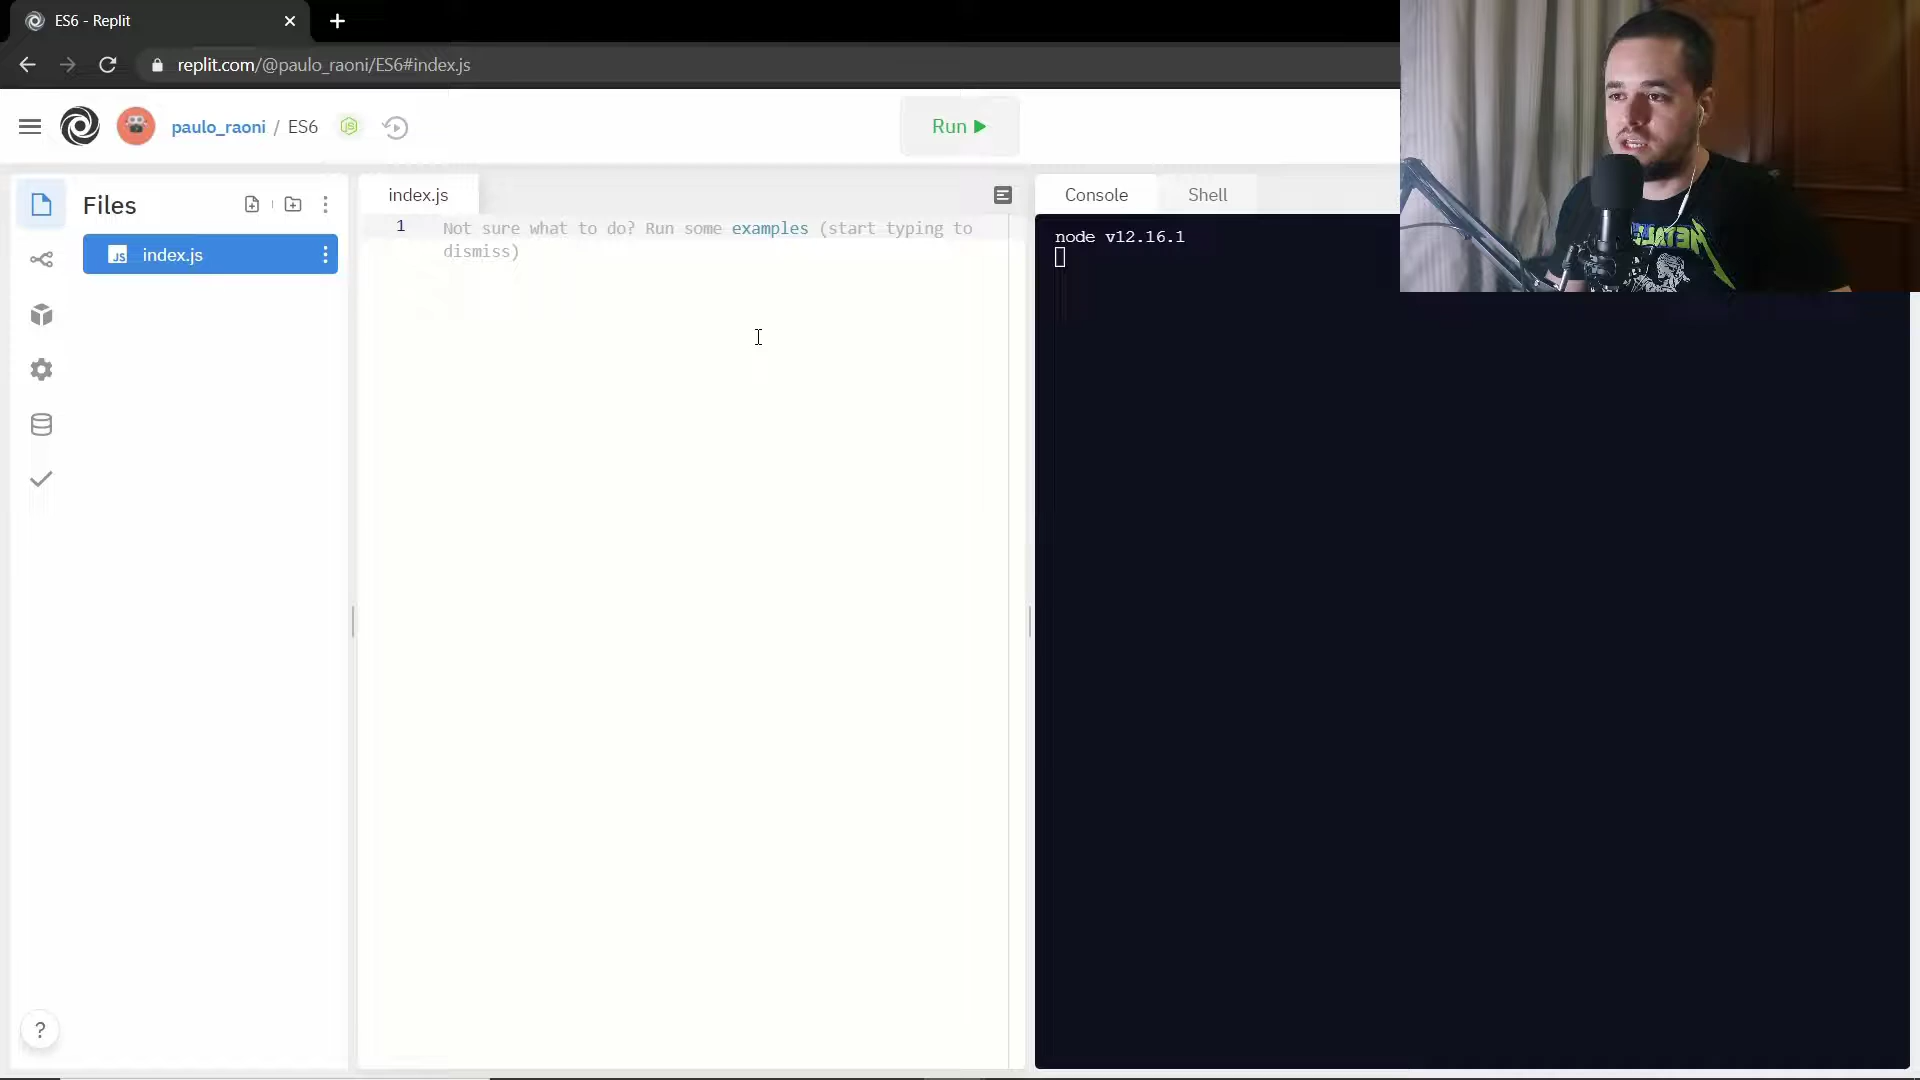 ES6 - Replit
replit.com/@paulo_raoni/ES6#index.js
paulo_raoni / ES6
Run
Files
index.js
index.js
1
Not sure what to do? Run some examples (start typing to
dismiss)
Console
Shell
node v12.16.1
JS
?